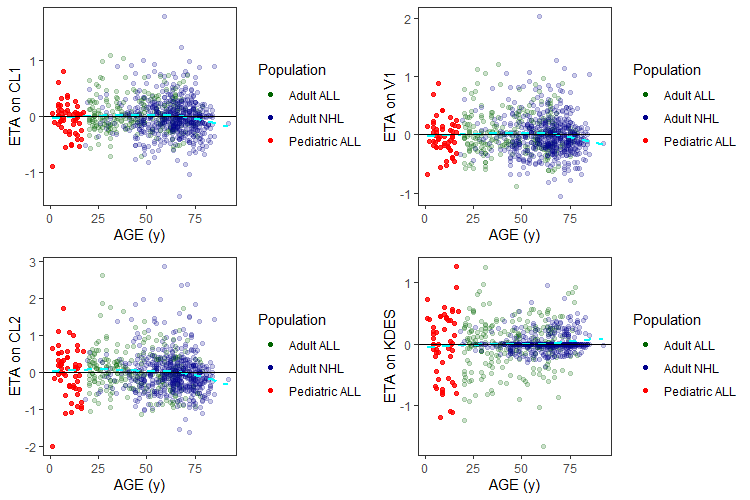 ETA on CL1
1
0
-1
0
25
50
75
AGE (y)
Population
Adult ALL
Adult NHL
Pediatric ALL
ETA on V1
2
1
0
-1
0
25
50
75
AGE (y)
Population
Adult ALL
Adult NHL
Pediatric ALL
ETA on CL2
3
2
1
0
-1
-2
0
25
50
75
AGE (y)
Population
Adult ALL
Adult NHL
Pediatric ALL
ETA on KDES
1
0
-1
0
25
50
75
AGE (y)
Population
Adult ALL
Adult NHL
Pediatric ALL